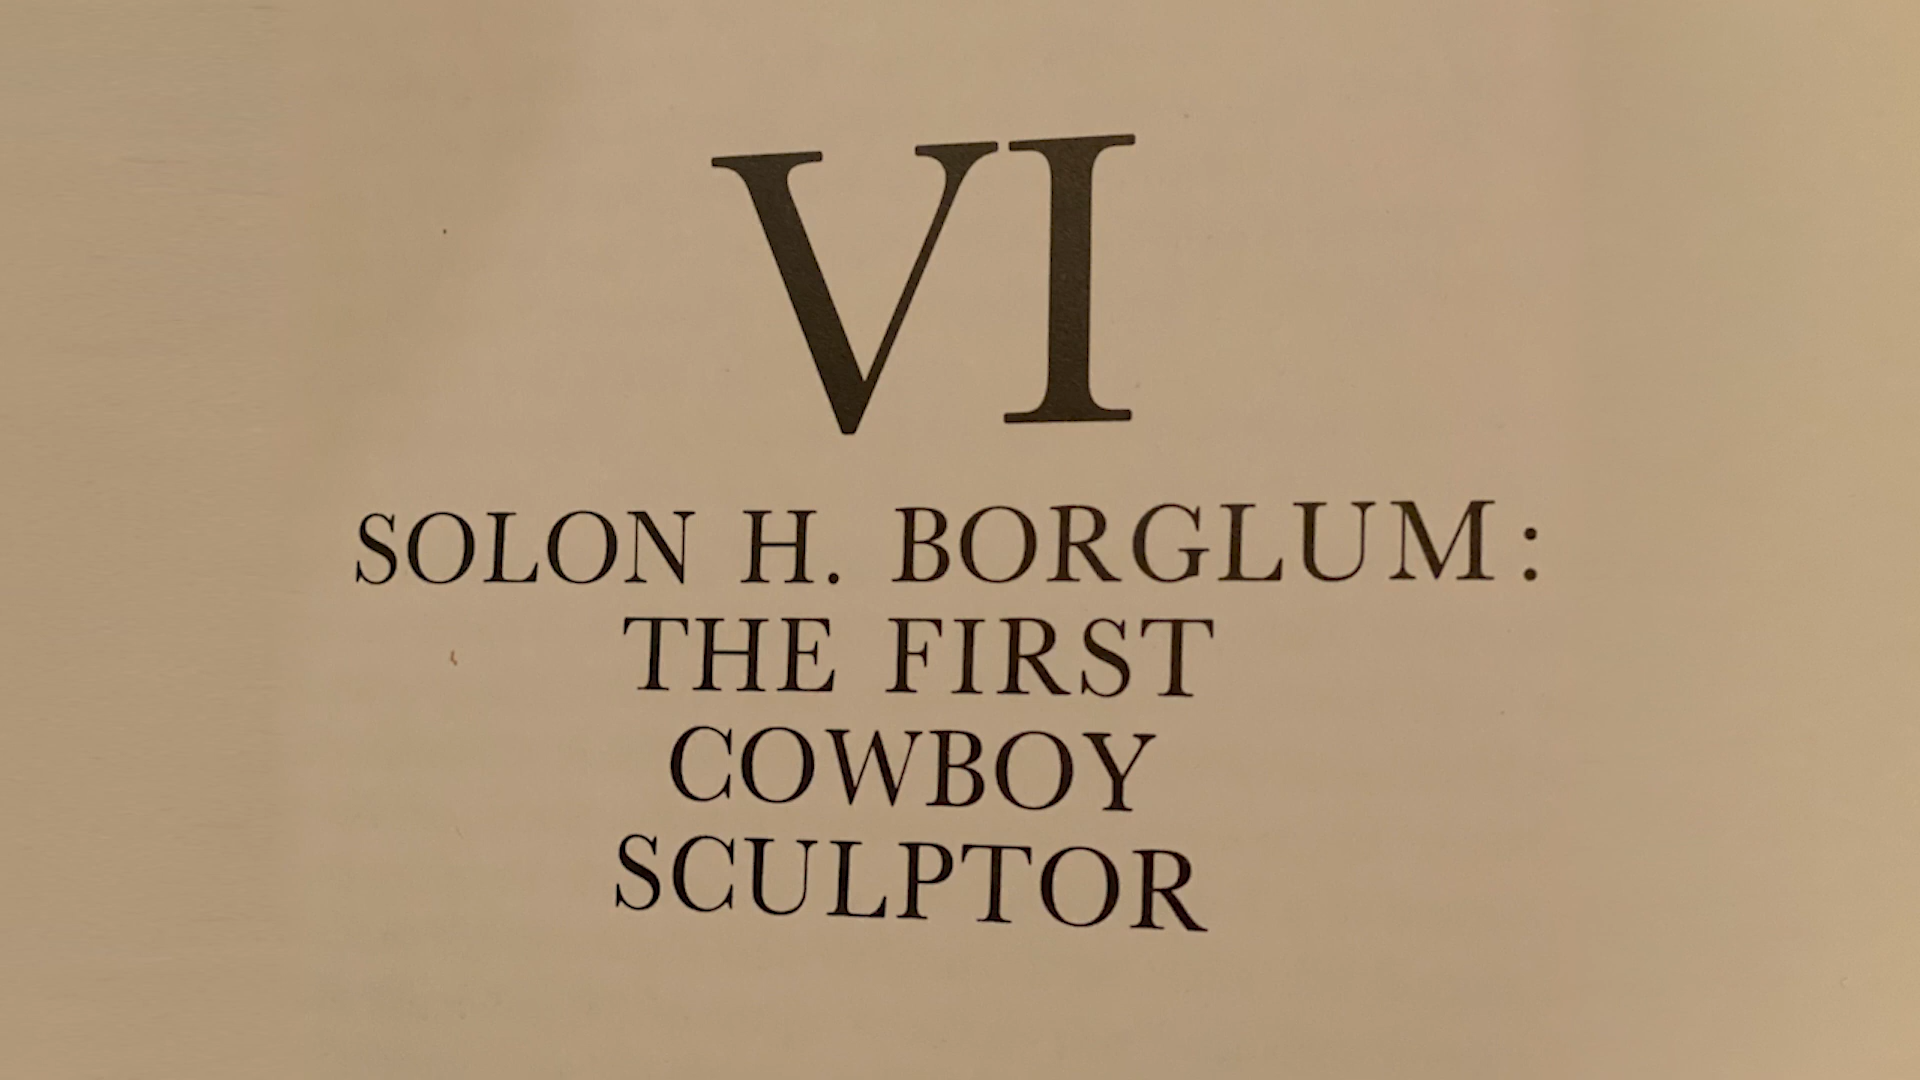 VI
SOLON H. BORGLUM:
THE FIRST
COWBOY
SCULPTOR